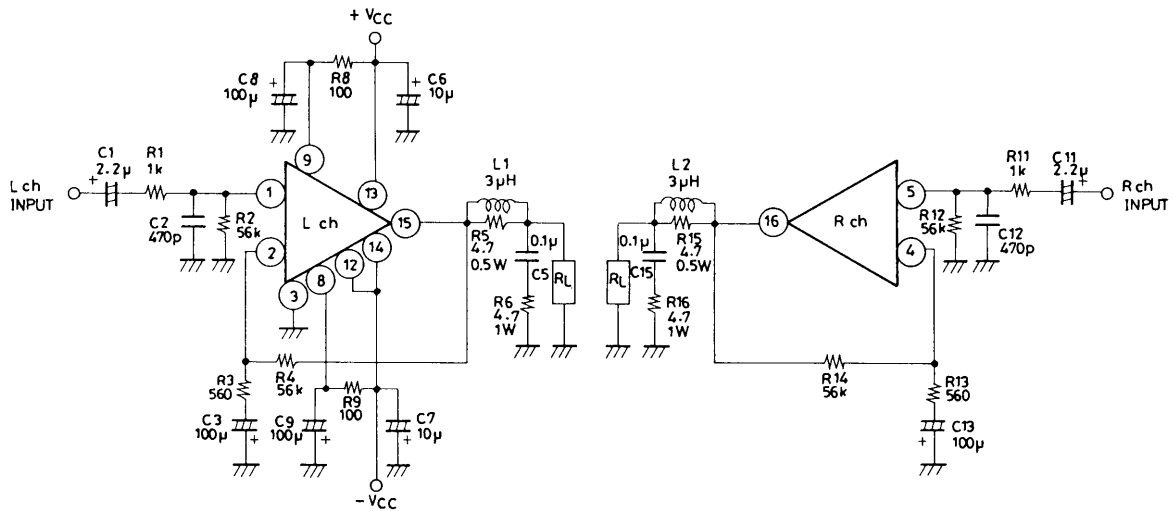 + VCC
C8
100µ
R8
100
C6
10µ
L ch
INPUT
C1
2.2µ
R1
1k
C2
470p
R2
56k
1
9
13
L ch
15
2
14
12
8
3
L1
3µH
R5
4.7
0.5W
0.1µ
C5
RL
R6
4.7
1W
R3
560
R4
56k
C3
100µ
C9
100µ
R9
100
C7
10µ
− VCC
L2
3µH
0.1µ
C15
R15
4.7
0.5W
RL
R16
4.7
1W
16
R ch
5
4
R11
1k
C11
2.2µ
R ch
INPUT
R12
56k
C12
470p
R14
56k
R13
560
C13
100µ